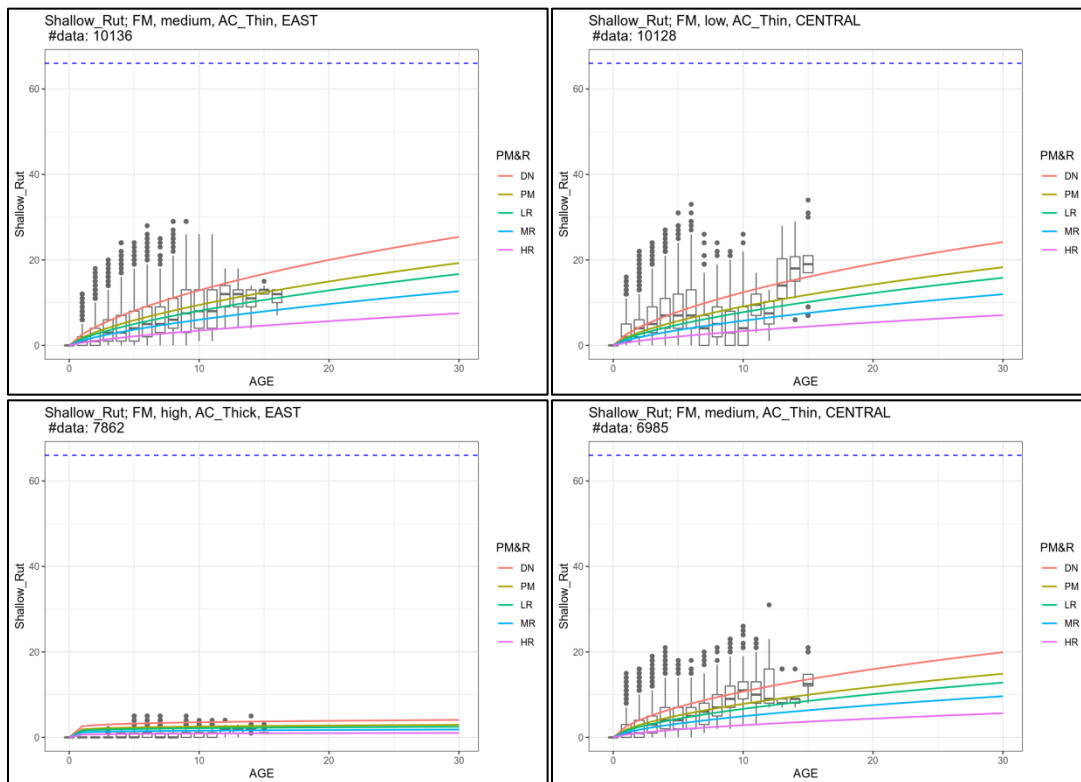 Shallow_Rut; FM, medium, AC_Thin, EAST
#data: 10136
60
40
20
0
Shallow_Rut
0
10
20
30
AGE
PM&R
DN
PM
LR
MR
HR
Shallow_Rut; FM, low, AC_Thin, CENTRAL
#data: 10128
60
40
20
0
Shallow_Rut
0
10
20
30
AGE
PM&R
DN
PM
LR
MR
HR
Shallow_Rut; FM, high, AC_Thick, EAST
#data: 7862
60
40
20
0
Shallow_Rut
0
10
20
30
AGE
PM&R
DN
PM
LR
MR
HR
Shallow_Rut; FM, medium, AC_Thin, CENTRAL
#data: 6985
60
40
20
0
Shallow_Rut
0
10
20
30
AGE
PM&R
DN
PM
LR
MR
HR